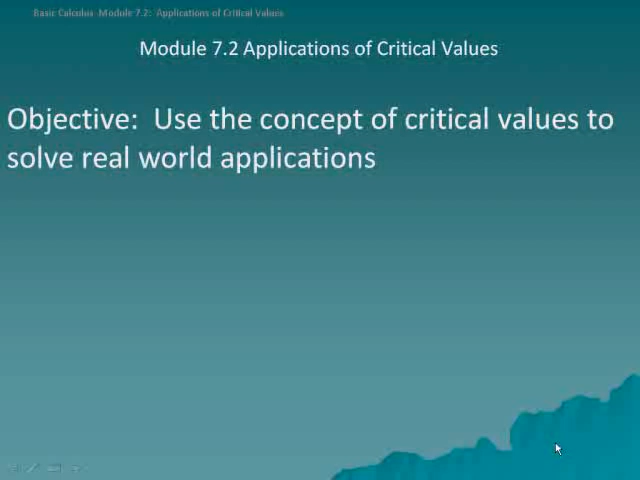 Basic Calculus- Module 7.2: Applications of Critical Values
Module 7.2 Applications of Critical Values
Objective: Use the concept of critical values to
solve real world applications